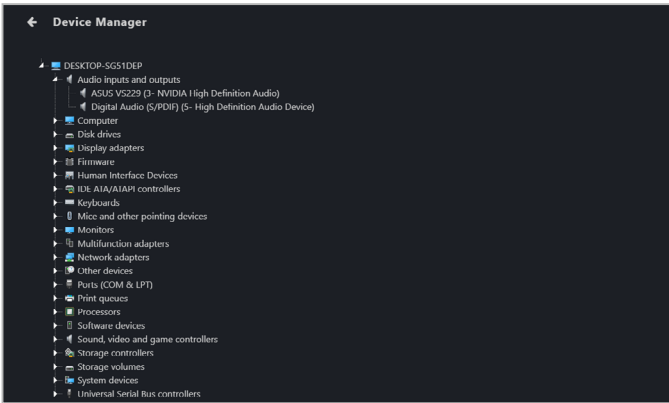 Device Manager
DESKTOP-SG51DEP
Audio inputs and outputs
ASUS VS229 (3- NVIDIA High Definition Audio)
Digital Audio (S/PDIF) (5- High Definition Audio Device)
Computer
Disk drives
Display adapters
Firmware
Human Interface Devices
IDE ATA/ATAPI controllers
Keyboards
Mice and other pointing devices
Monitors
Multifunction adapters
Network adapters
Other devices
Ports (COM & LPT)
Print queues
Processors
Software devices
Sound, video and game controllers
Storage controllers
Storage volumes
System devices
Universal Serial Bus controllers